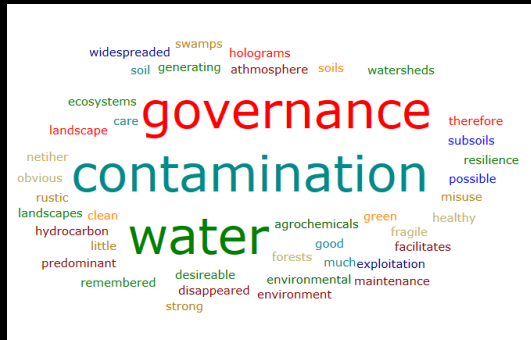 swamps
widespreaded holograms
soil generating athmosphere soils watersheds
ecosystems
care governance therefore
landscape subsoils
netiher contamination resilience
obvious possible
rustic misuse
landscapes clean green healthy
hydrocarbon water agrochemicals fragile
little good facilitates
predominant forests much exploitation
remembered desireable environmental maintenance
disappeared environment
strong